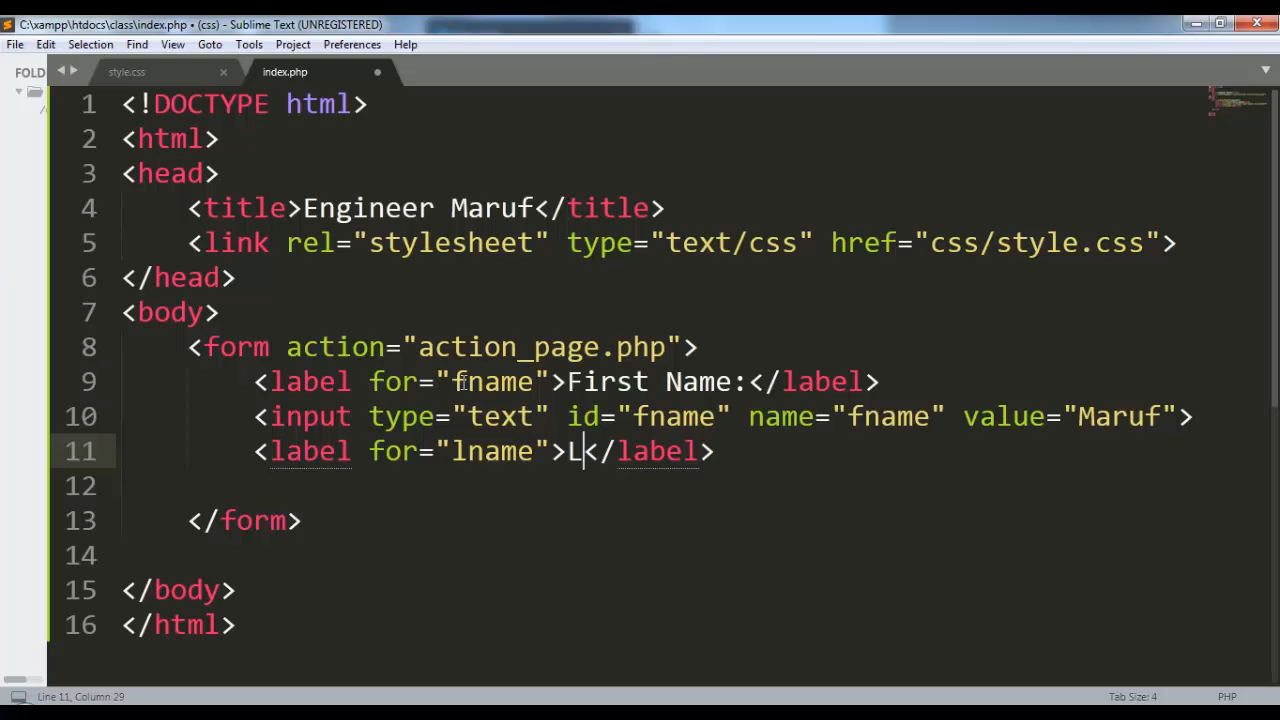 C:\xampp\htdocs\class\index.php • (css) - Sublime Text (UNREGISTERED)
File Edit Selection Find View Goto Tools Project Preferences Help
FOLD
style.css × index.php
1 <!DOCTYPE html>
2 <html>
3 <head>
4 <title>Engineer Maruf</title>
5 <link rel="stylesheet" type="text/css" href="css/style.css">
6 </head>
7 <body>
8 <form action="action_page.php">
9 <label for="fname">First Name:</label>
10 <input type="text" id="fname" name="fname" value="Maruf">
11 <label for="lname">L</label>
12
13 </form>
14
15 </body>
16 </html>
Line 11, Column 29 Tab Size: 4 PHP